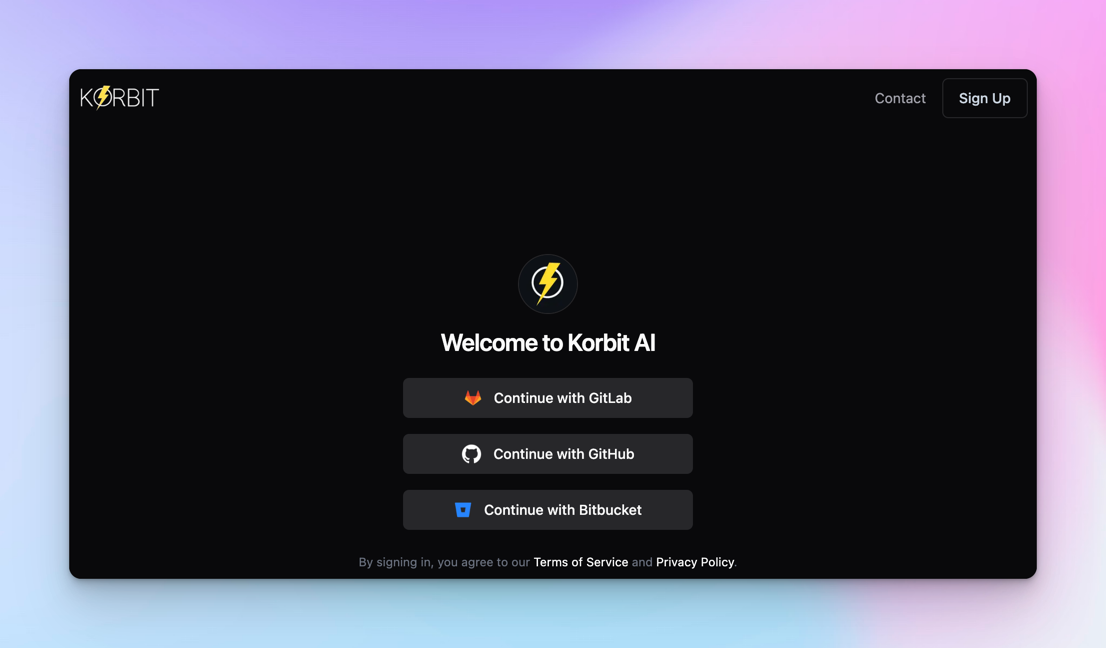 KORBIT
Contact
Sign Up
Welcome to Korbit AI
Continue with GitLab
Continue with GitHub
Continue with Bitbucket
By signing in, you agree to our Terms of Service and Privacy Policy.